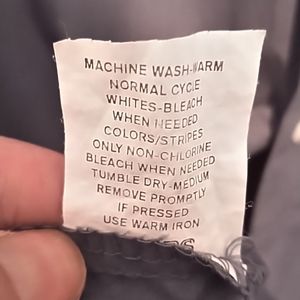 MACHINE WASH-WARM
NORMAL CYCLE
WHITES-BLEACH
WHEN NEEDED
COLORS/STRIPES
ONLY NON-CHLORINE
BLEACH WHEN NEEDED
TUMBLE DRY-MEDIUM
REMOVE PROMPTLY
IF PRESSED
USE WARM IRON